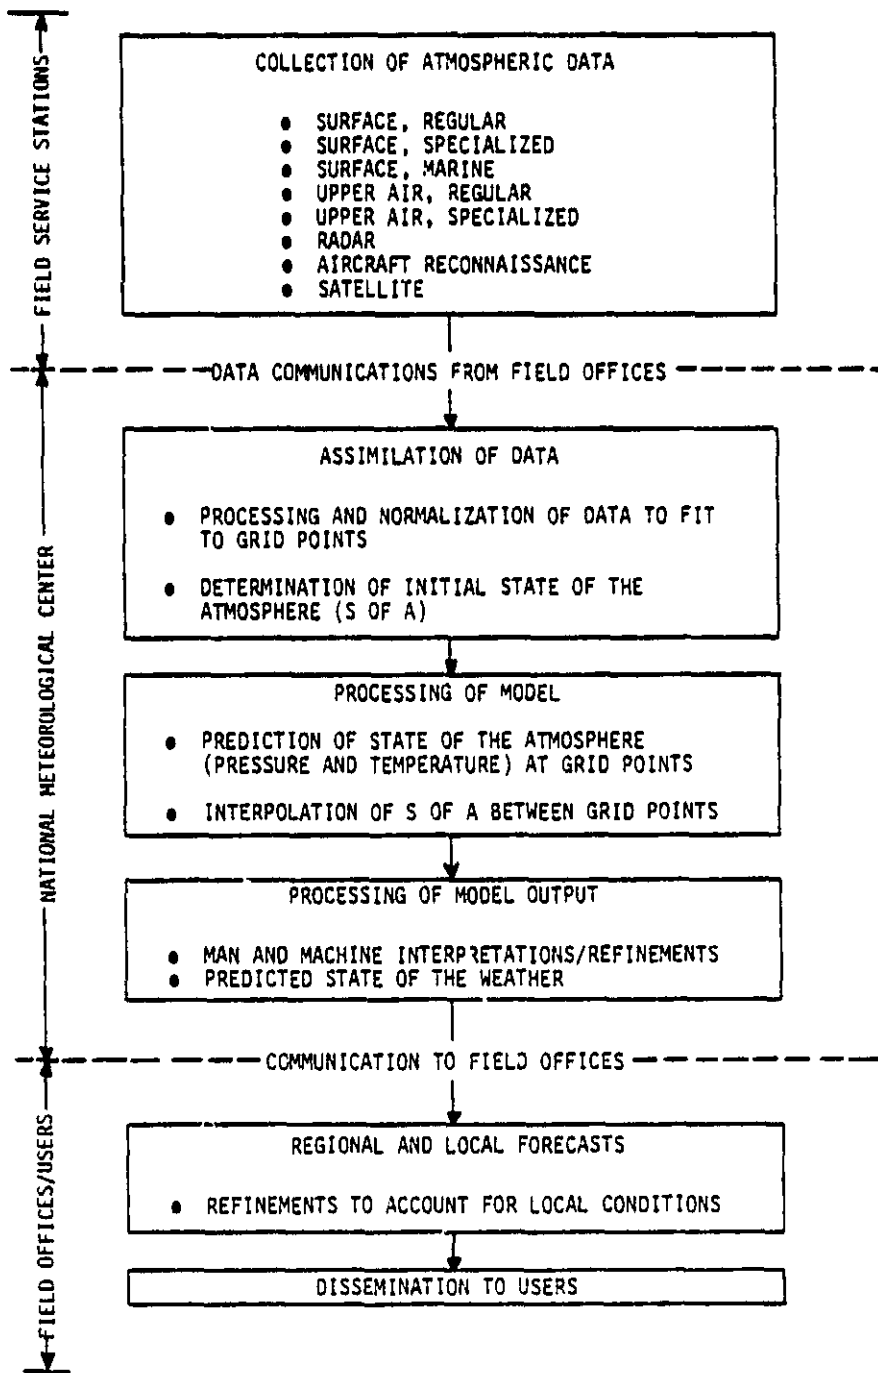 FIELD SERVICE STATIONS
COLLECTION OF ATMOSPHERIC DATA
● SURFACE, REGULAR
● SURFACE, SPECIALIZED
● SURFACE, MARINE
● UPPER AIR, REGULAR
● UPPER AIR, SPECIALIZED
● RADAR
● AIRCRAFT RECONNAISSANCE
● SATELLITE
DATA COMMUNICATIONS FROM FIELD OFFICES
NATIONAL METEOROLOGICAL CENTER
ASSIMILATION OF DATA
● PROCESSING AND NORMALIZATION OF DATA TO FIT
TO GRID POINTS
● DETERMINATION OF INITIAL STATE OF THE
ATMOSPHERE (S OF A)
PROCESSING OF MODEL
● PREDICTION OF STATE OF THE ATMOSPHERE
(PRESSURE AND TEMPERATURE) AT GRID POINTS
● INTERPOLATION OF S OF A BETWEEN GRID POINTS
PROCESSING OF MODEL OUTPUT
● MAN AND MACHINE INTERPRETATIONS/REFINEMENTS
● PREDICTED STATE OF THE WEATHER
COMMUNICATION TO FIELD OFFICES
FIELD OFFICES/USERS
REGIONAL AND LOCAL FORECASTS
● REFINEMENTS TO ACCOUNT FOR LOCAL CONDITIONS
DISSEMINATION TO USERS